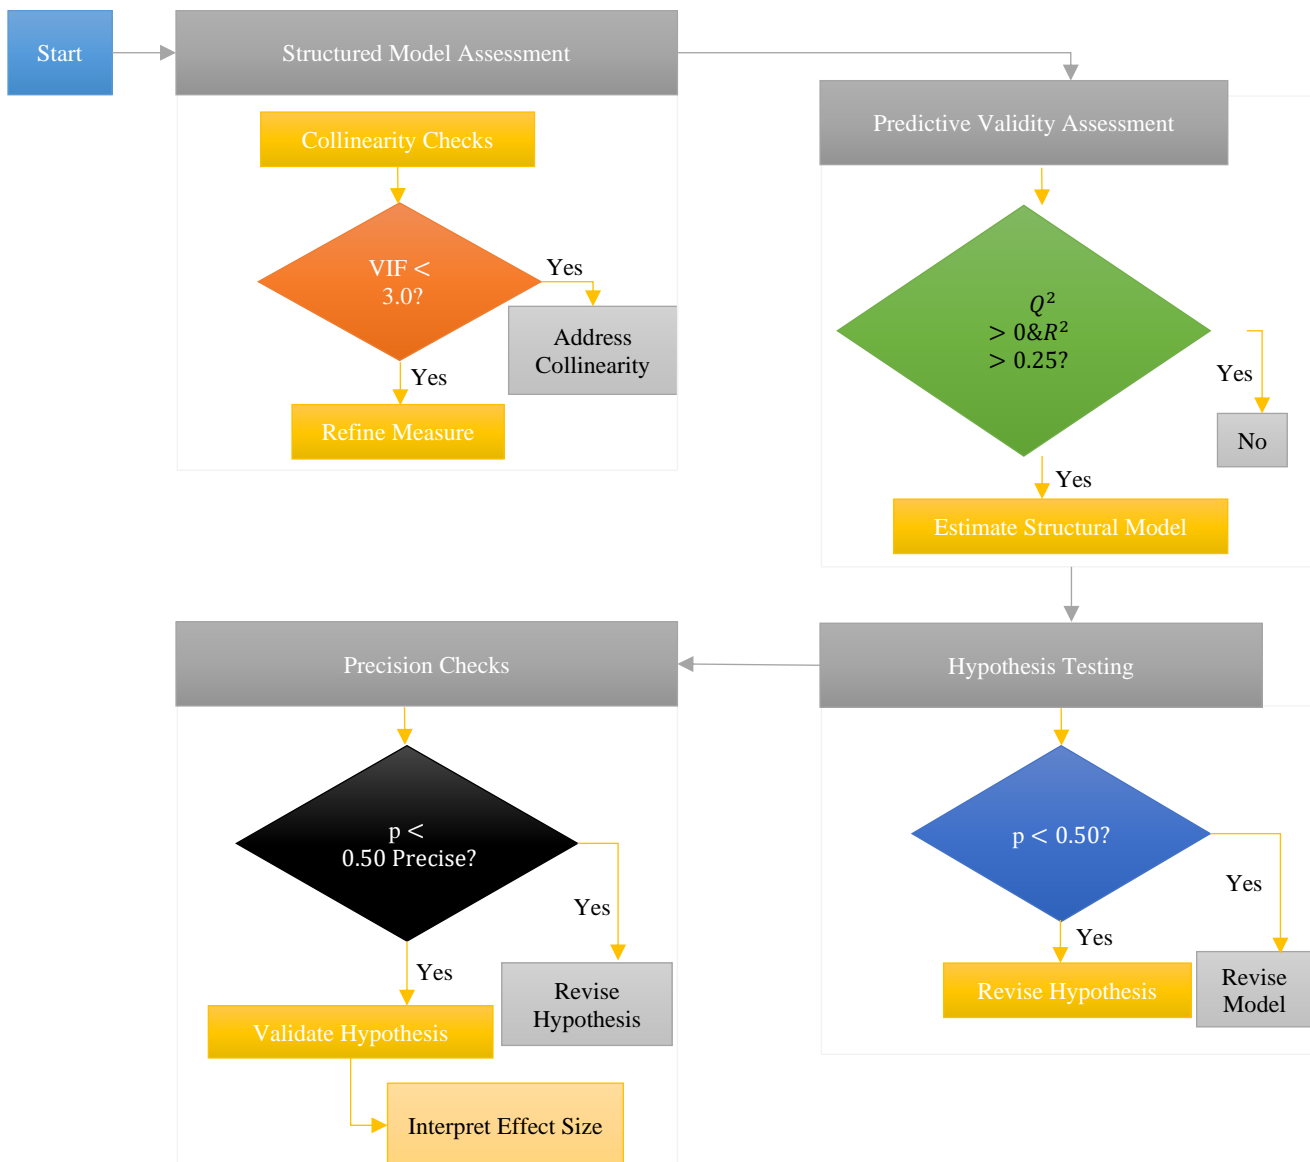 Start
Structured Model Assessment
Collinearity Checks
VIF <
3.0?
Yes
Address
Collinearity
Yes
Refine Measure
Predictive Validity Assessment
Q²
> 0&R²
> 0.25?
Yes
No
Yes
Estimate Structural Model
Hypothesis Testing
p < 0.50?
Yes
Yes
Revise Hypothesis
Revise
Model
Precision Checks
p <
0.50 Precise?
Yes
Yes
Revise
Hypothesis
Validate Hypothesis
Interpret Effect Size